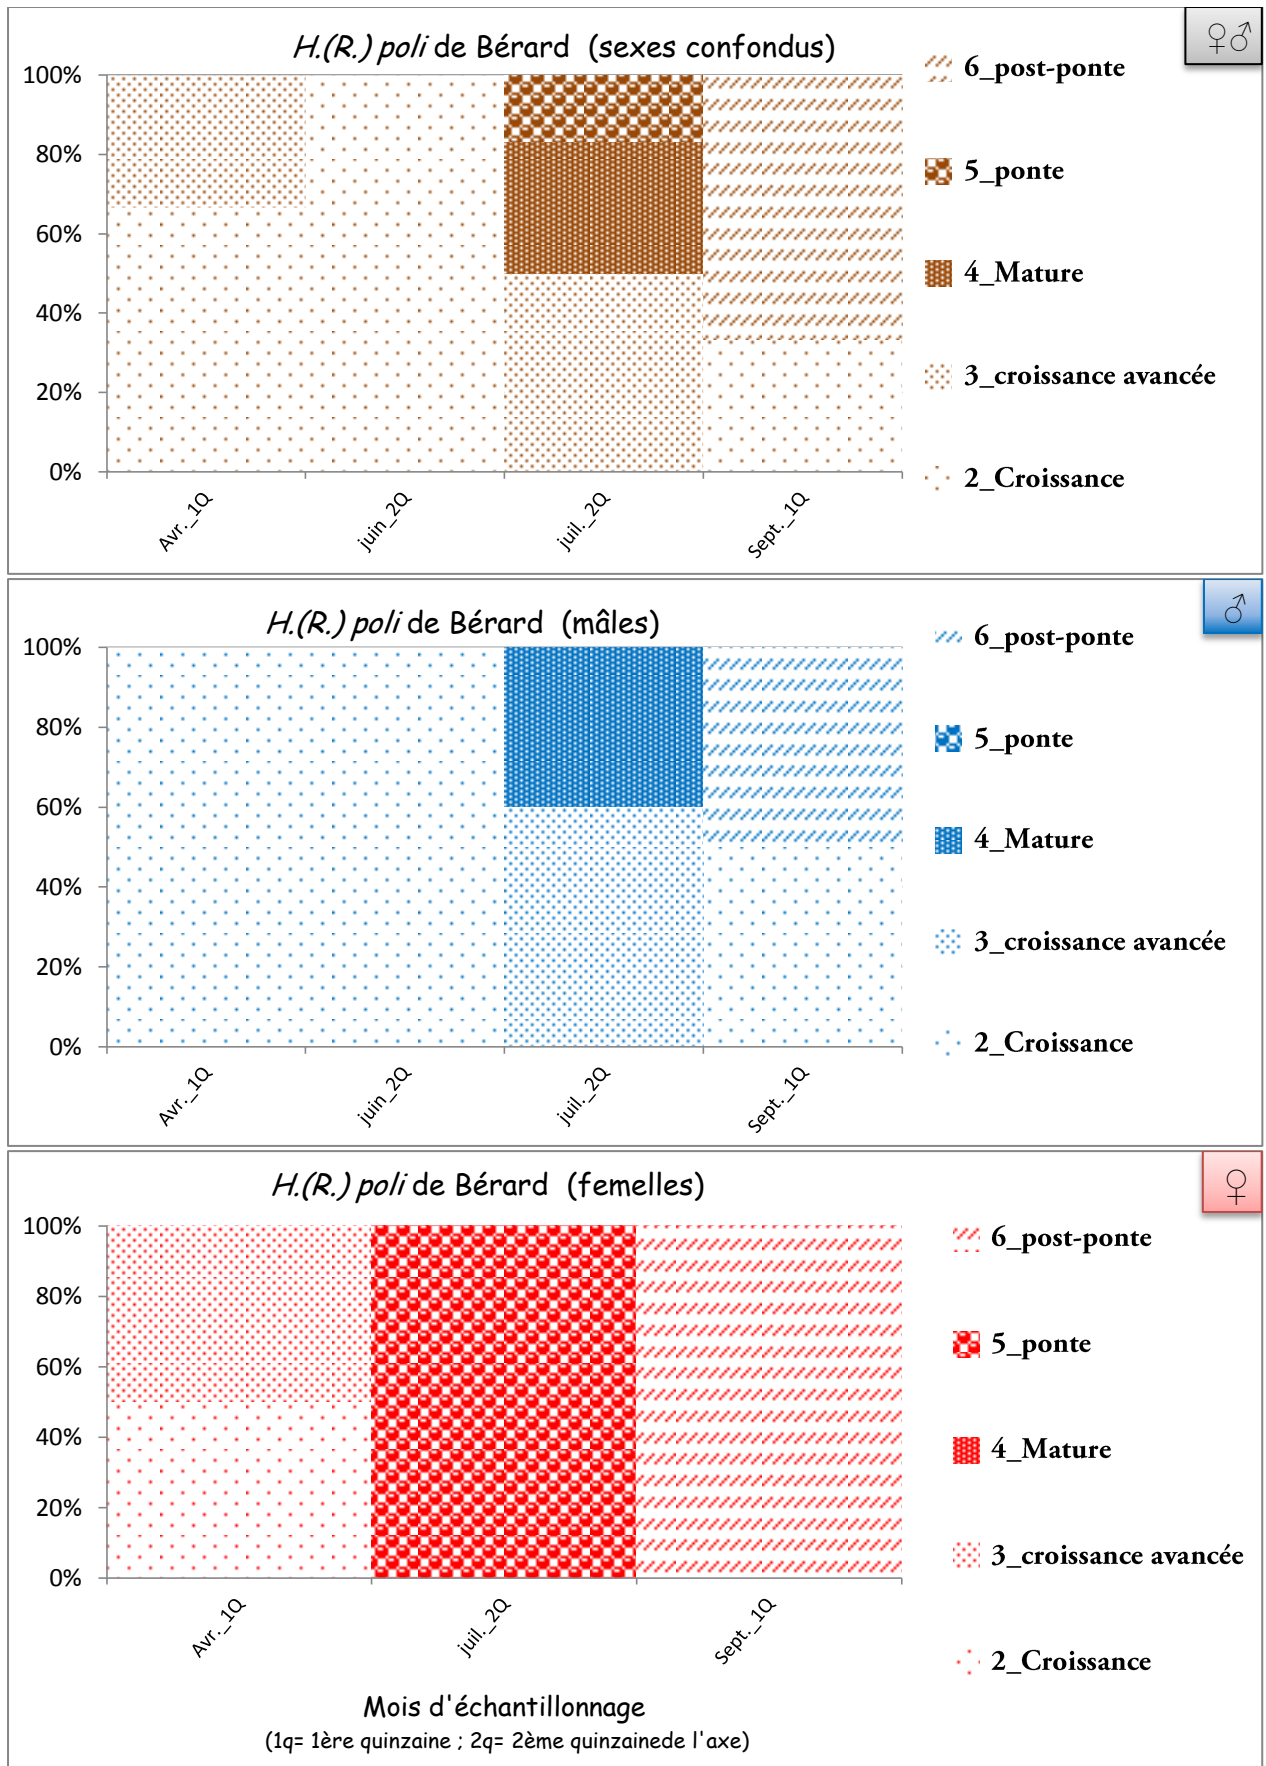 H.(R.) poli de Bérard (sexes confondus)
♀♂
100%
80%
60%
40%
20%
0%
Avr._1Q
juin_2Q
juil._2Q
Sept._1Q
6_post-ponte
5_ponte
4_Mature
3_croissance avancée
2_Croissance
H.(R.) poli de Bérard (mâles)
♂
100%
80%
60%
40%
20%
0%
Avr._1Q
juin_2Q
juil._2Q
Sept._1Q
6_post-ponte
5_ponte
4_Mature
3_croissance avancée
2_Croissance
H.(R.) poli de Bérard (femelles)
♀
100%
80%
60%
40%
20%
0%
Avr._1Q
juil._2Q
Sept._1Q
6_post-ponte
5_ponte
4_Mature
3_croissance avancée
2_Croissance
Mois d'échantillonnage
(1q= 1ère quinzaine ; 2q= 2ème quinzainede l'axe)